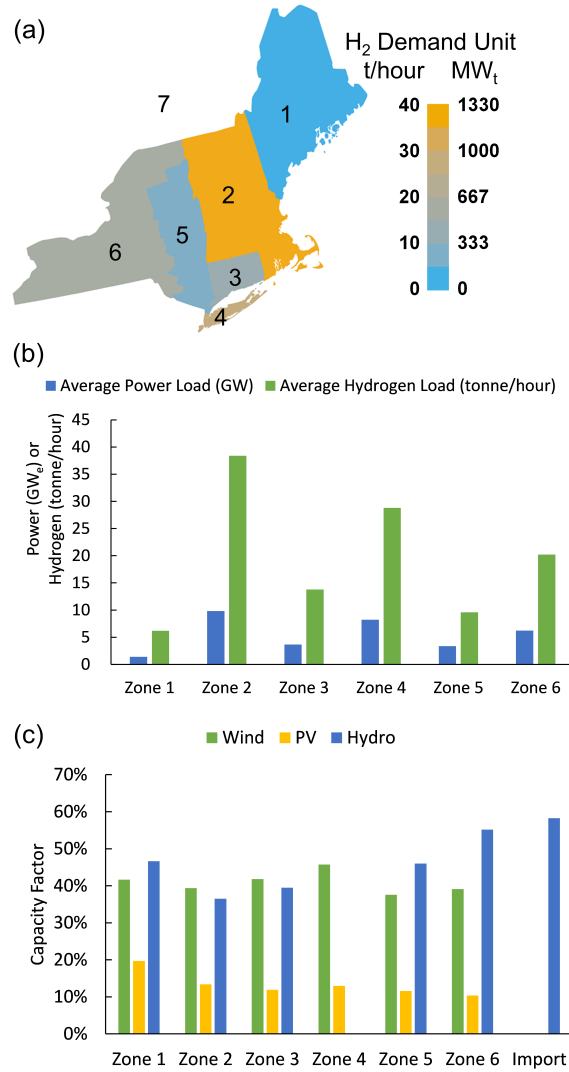 (a)
H2 Demand Unit
t/hour MWt
40 1330
30 1000
20 667
10 333
0 0
7
1
2
5
6
3
4
(b)
Average Power Load (GW) Average Hydrogen Load (tonne/hour)
Power (GWe) or
Hydrogen (tonne/hour)
45
40
35
30
25
20
15
10
5
0
Zone 1 Zone 2 Zone 3 Zone 4 Zone 5 Zone 6
(c)
Wind PV Hydro
Capacity Factor
70%
60%
50%
40%
30%
20%
10%
0%
Zone 1 Zone 2 Zone 3 Zone 4 Zone 5 Zone 6 Import